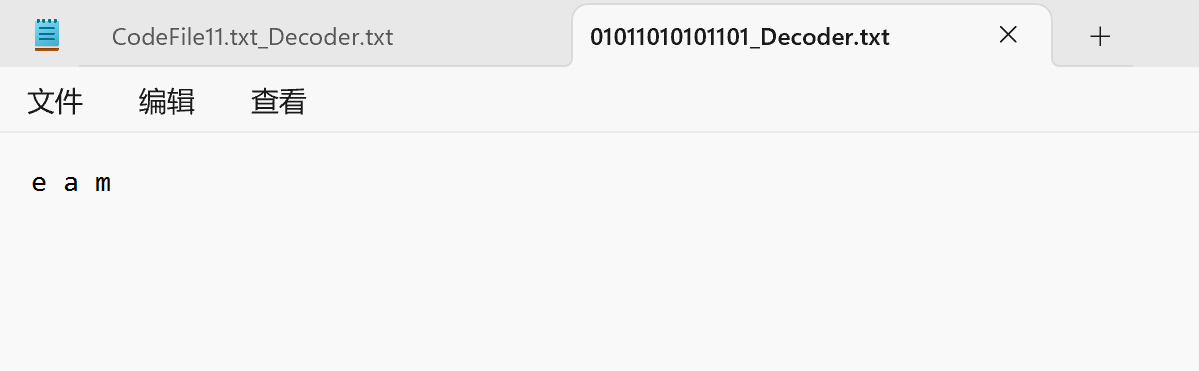 CodeFile11.txt_Decoder.txt 01011010101101_Decoder.txt
文件 编辑 查看
e a m